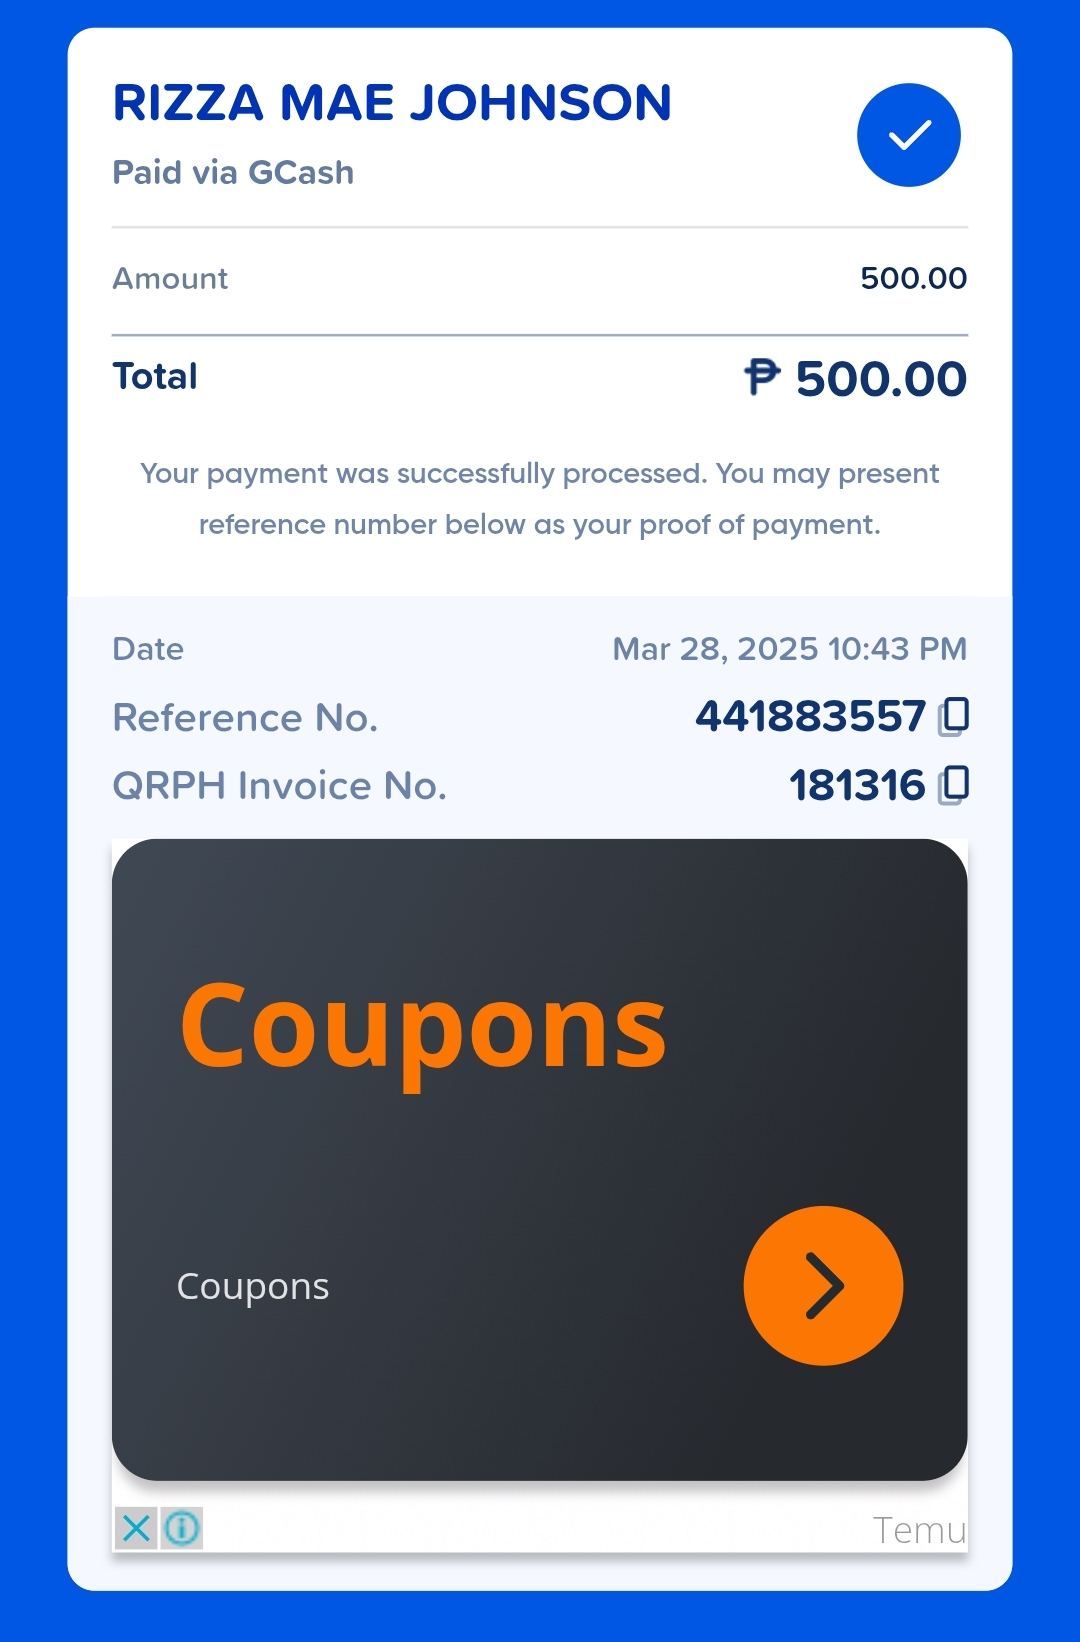 RIZZA MAE JOHNSON
Paid via GCash
Amount 500.00
Total ₱ 500.00
Your payment was successfully processed. You may present
reference number below as your proof of payment.
Date Mar 28, 2025 10:43 PM
Reference No. 441883557
QRPH Invoice No. 181316
Coupons
Coupons
Temu